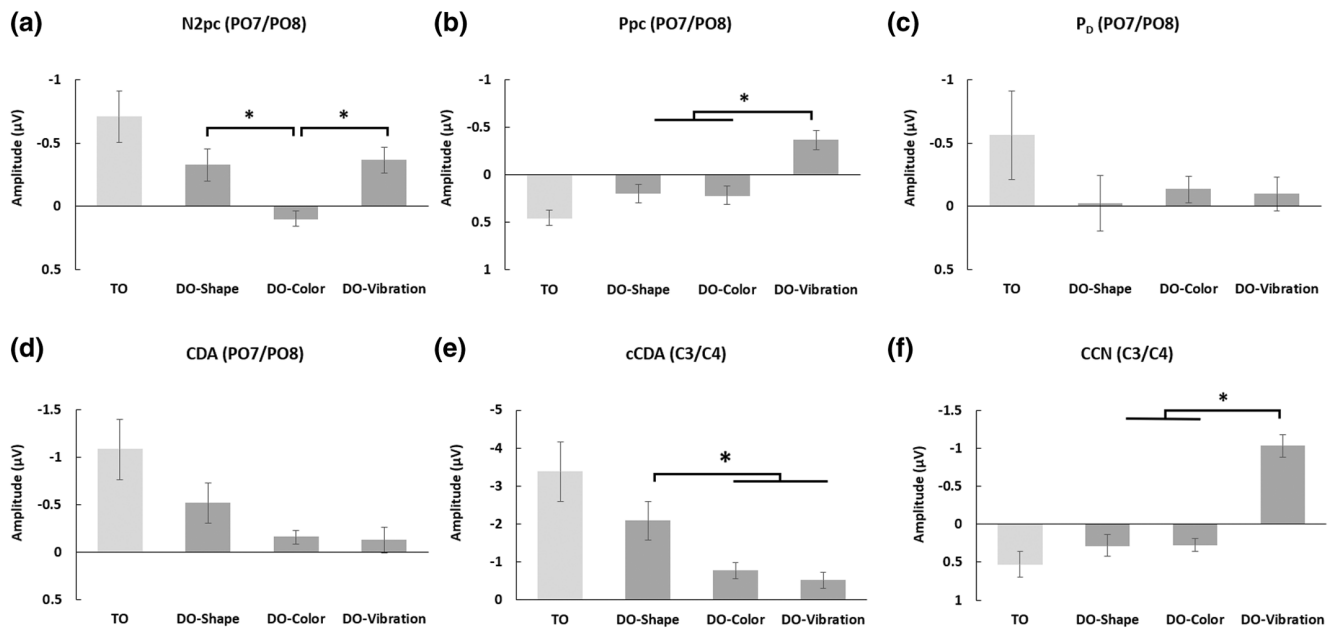 (a)
N2pc (PO7/PO8)
-1
-0.5
0
0.5
Amplitude (μV)
*
*
TO DO-Shape DO-Color DO-Vibration
(b)
Ppc (PO7/PO8)
-1
-0.5
0
0.5
1
Amplitude (μV)
*
TO DO-Shape DO-Color DO-Vibration
(c)
P_D (PO7/PO8)
-1
-0.5
0
0.5
Amplitude (μV)
TO DO-Shape DO-Color DO-Vibration
(d)
CDA (PO7/PO8)
-1.5
-1
-0.5
0
0.5
Amplitude (μV)
TO DO-Shape DO-Color DO-Vibration
(e)
cCDA (C3/C4)
-5
-4
-3
-2
-1
0
Amplitude (μV)
*
TO DO-Shape DO-Color DO-Vibration
(f)
CCN (C3/C4)
-1.5
-1
-0.5
0
0.5
1
Amplitude (μV)
*
TO DO-Shape DO-Color DO-Vibration